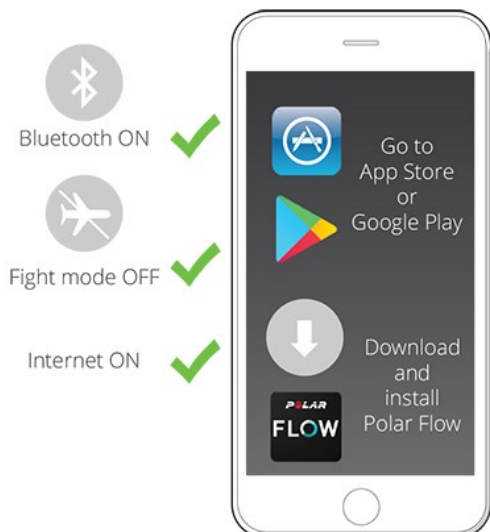 Bluetooth ON
Fight mode OFF
Internet ON
Go to
App Store
or
Google Play
Download
and
install
Polar Flow
POLAR
FLOW